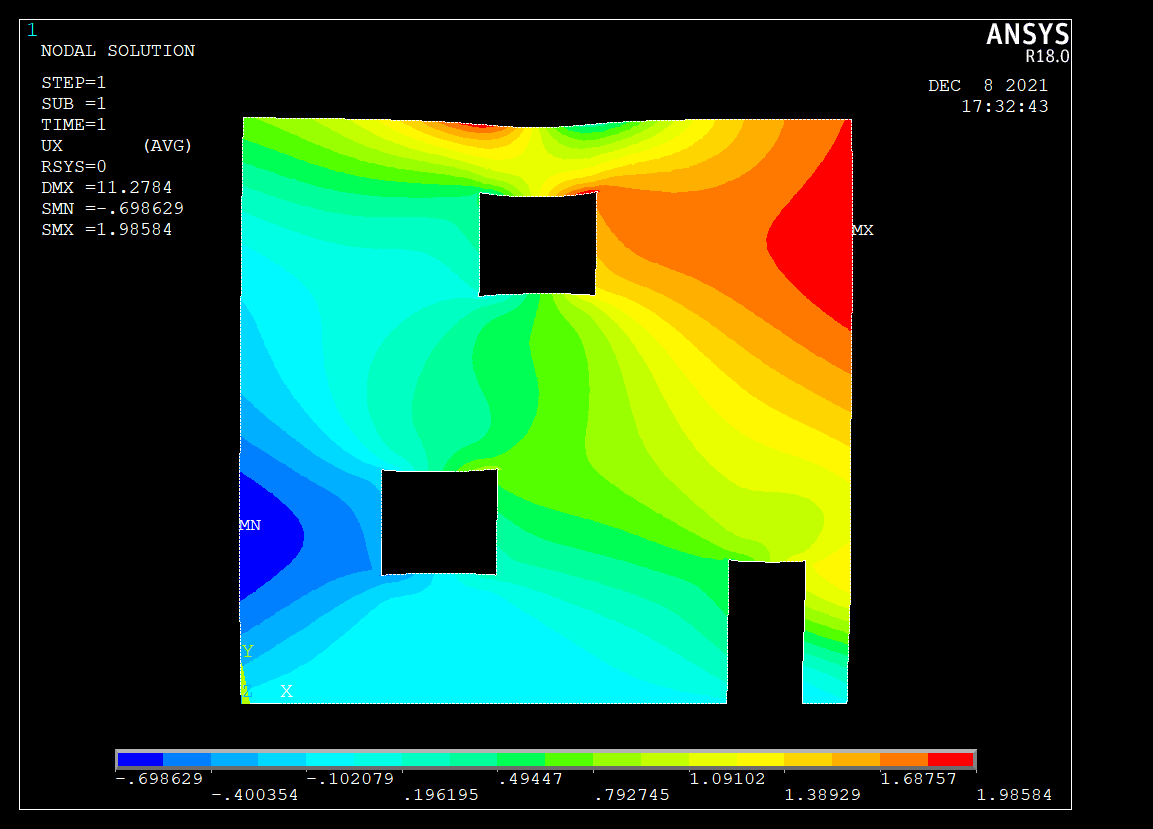 1
NODAL SOLUTION
STEP=1
SUB =1
TIME=1
UX (AVG)
RSYS=0
DMX =11.2784
SMN =-.698629
SMX =1.98584
ANSYS
R18.0
DEC 8 2021
17:32:43
MX
MN
Y
Z X
-.698629 -.102079 .49447 1.09102 1.68757
-.400354 .196195 .792745 1.38929 1.98584